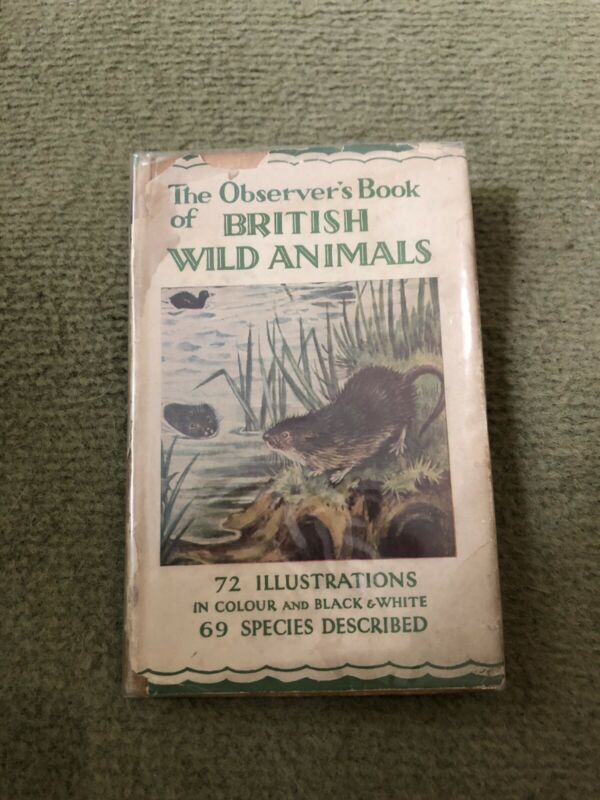 The Observer's Book
of BRITISH
WILD ANIMALS
72 ILLUSTRATIONS
IN COLOUR AND BLACK & WHITE
69 SPECIES DESCRIBED